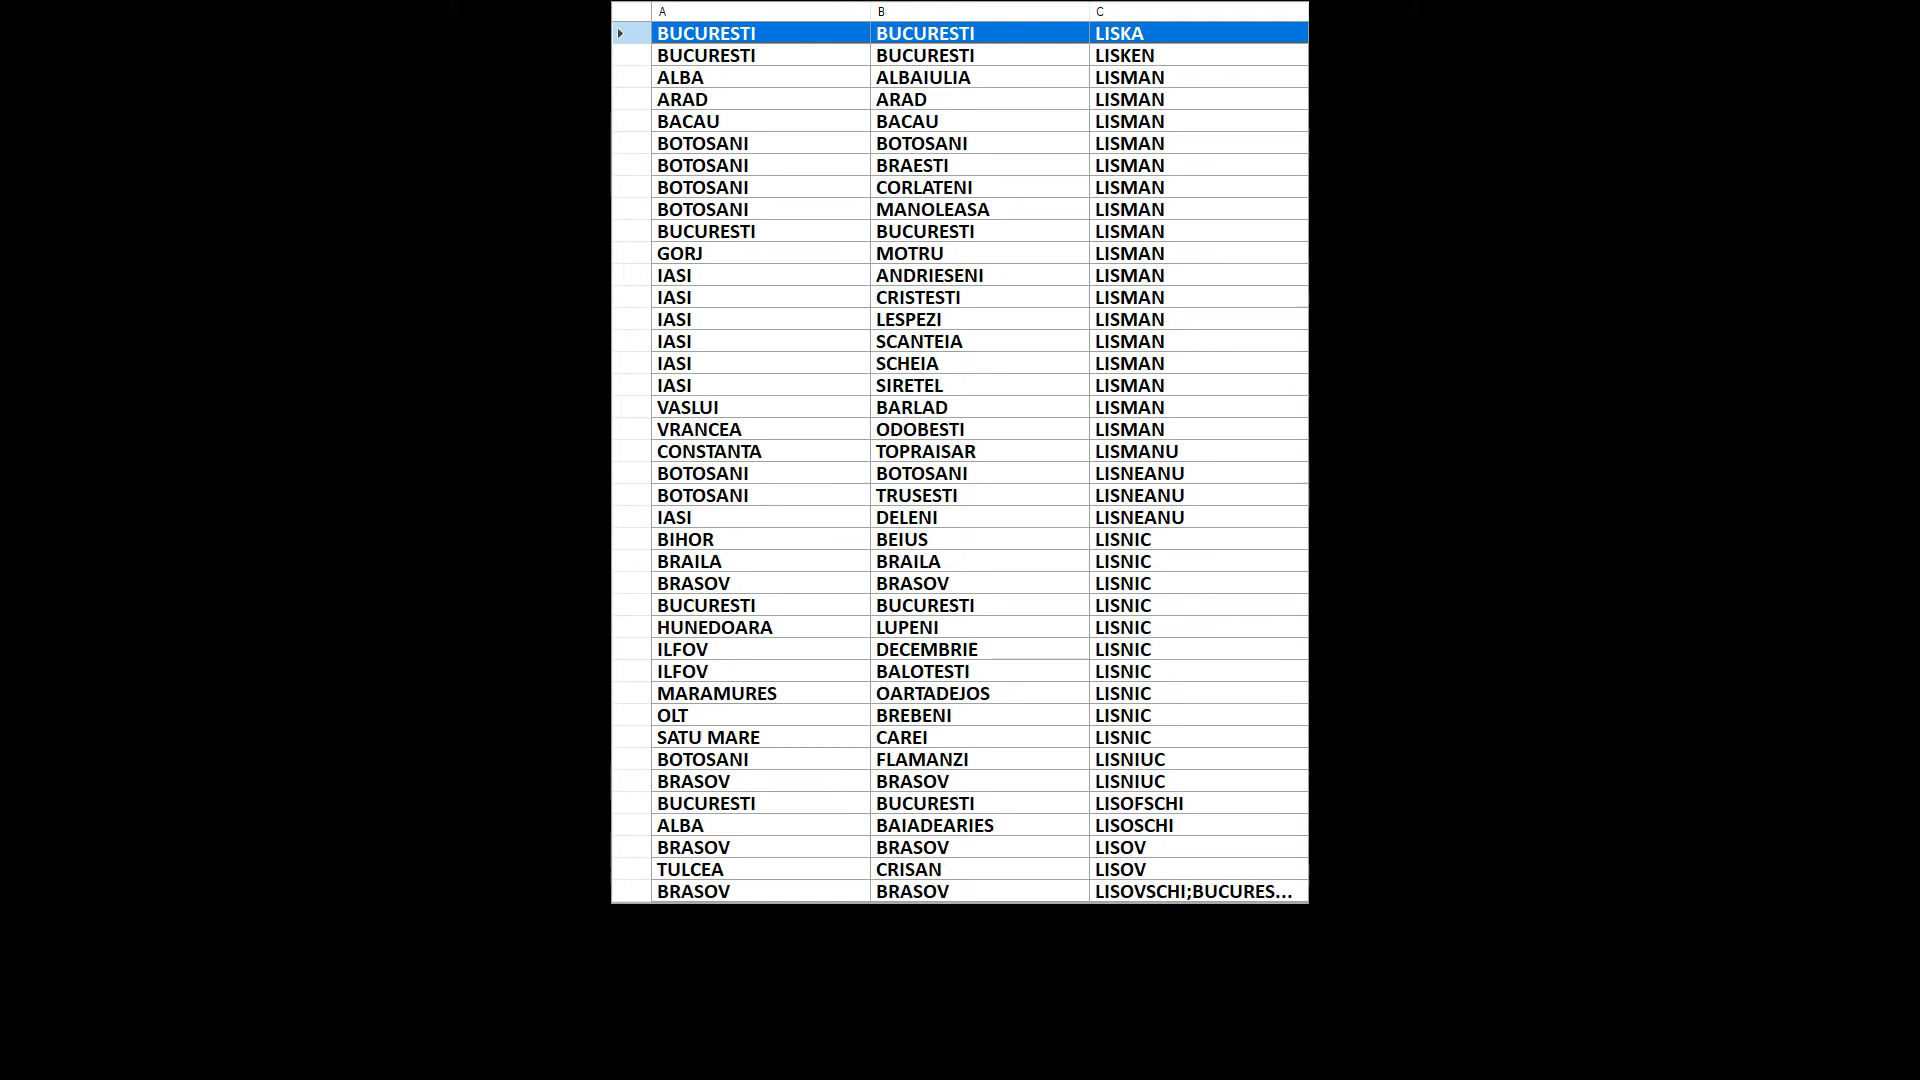 A B C
BUCURESTI BUCURESTI LISKA
BUCURESTI BUCURESTI LISKEN
ALBA ALBAIULIA LISMAN
ARAD ARAD LISMAN
BACAU BACAU LISMAN
BOTOSANI BOTOSANI LISMAN
BOTOSANI BRAESTI LISMAN
BOTOSANI CORLATENI LISMAN
BOTOSANI MANOLEASA LISMAN
BUCURESTI BUCURESTI LISMAN
GORJ MOTRU LISMAN
IASI ANDRIESENI LISMAN
IASI CRISTESTI LISMAN
IASI LESPEZI LISMAN
IASI SCANTEIA LISMAN
IASI SCHEIA LISMAN
IASI SIRETEL LISMAN
VASLUI BARLAD LISMAN
VRANCEA ODOBESTI LISMAN
CONSTANTA TOPRAISAR LISMANU
BOTOSANI BOTOSANI LISNEANU
BOTOSANI TRUSESTI LISNEANU
IASI DELENI LISNEANU
BIHOR BEIUS LISNIC
BRAILA BRAILA LISNIC
BRASOV BRASOV LISNIC
BUCURESTI BUCURESTI LISNIC
HUNEDOARA LUPENI LISNIC
ILFOV DECEMBRIE LISNIC
ILFOV BALOTESTI LISNIC
MARAMURES OARTADEJOS LISNIC
OLT BREBENI LISNIC
SATU MARE CAREI LISNIC
BOTOSANI FLAMANZI LISNIUC
BRASOV BRASOV LISNIUC
BUCURESTI BUCURESTI LISOFSCHI
ALBA BAIADEARIES LISOSCHI
BRASOV BRASOV LISOV
TULCEA CRISAN LISOV
BRASOV BRASOV LISOVSCHI;BUCURES...